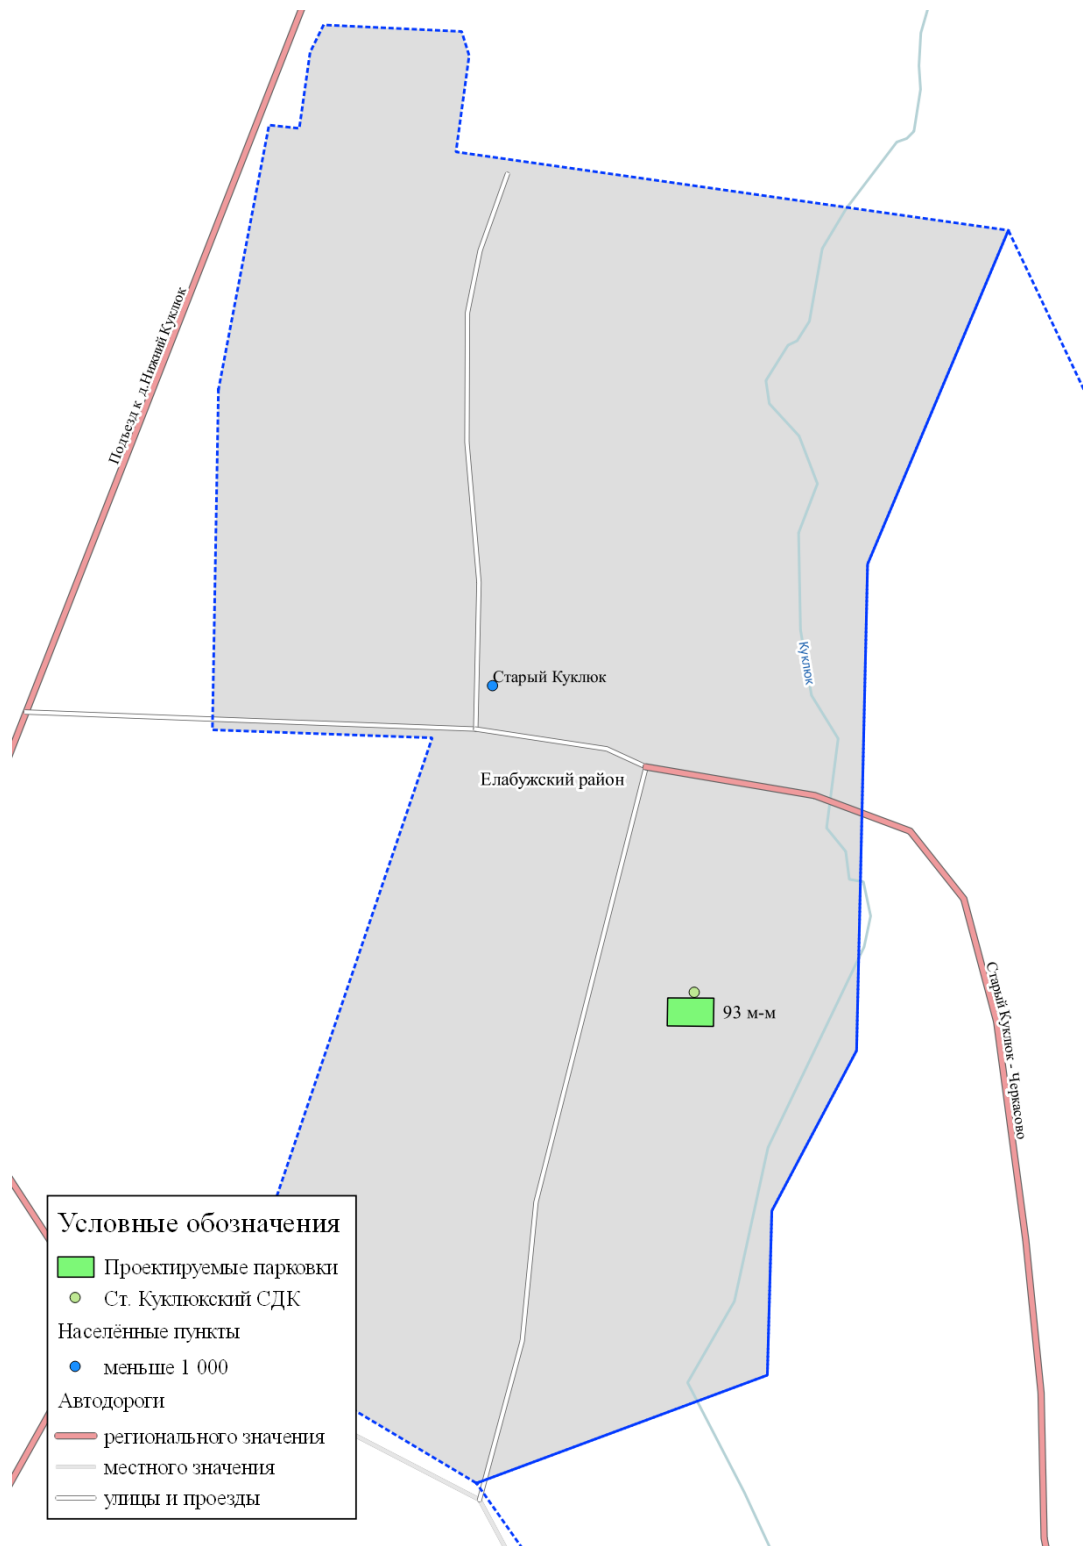 Подъезд к д.Нижний Куклюк
Куклюк
Старый Куклюк
Елабужский район
93 м-м
Старый Куклюк - Черкасово
Условные обозначения
Проектируемые парковки
Ст. Куклюкский СДК
Населённые пункты
меньше 1 000
Автодороги
регионального значения
местного значения
улицы и проезды